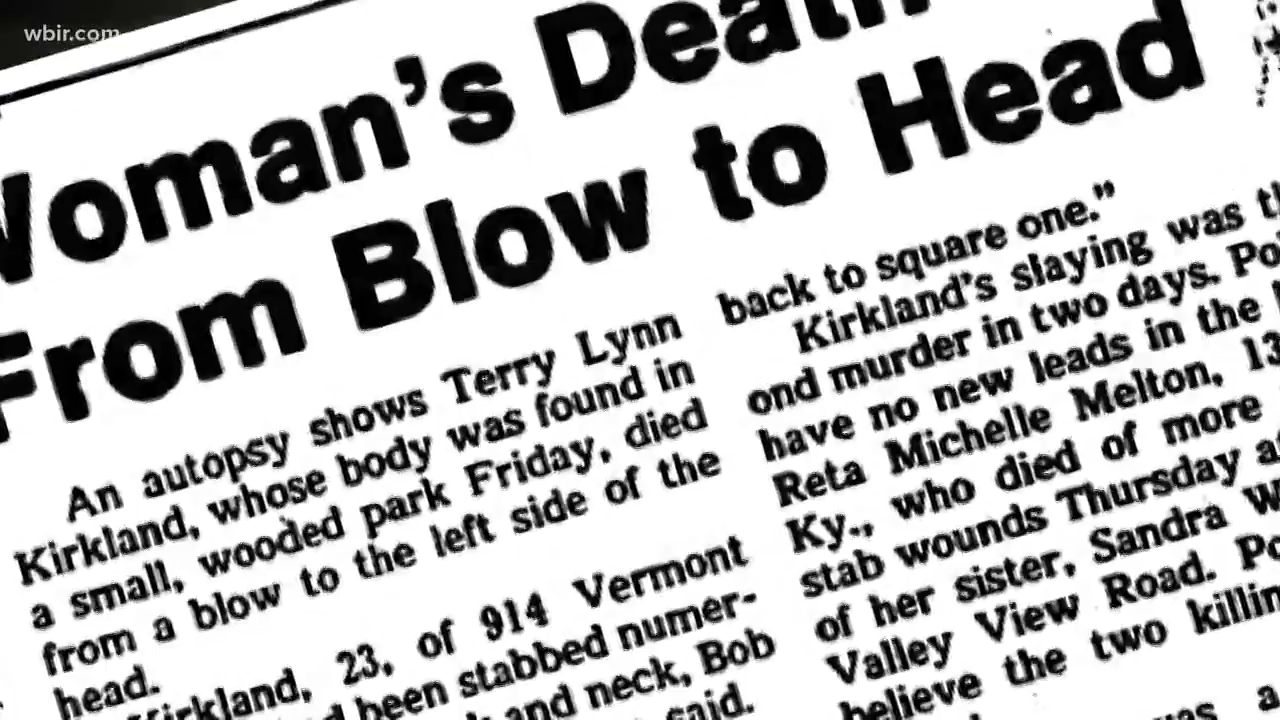 wbir.com
Woman's Death
From Blow to Head
An autopsy shows Terry Lynn
Kirkland, whose body was found in
a small, wooded park Friday, died
from a blow to the left side of the
head.
Kirkland, 23, of 914 Vermont
been stabbed numer-
and neck, Bob
said.
back to square one."
Kirkland's slaying was
ond murder in two days.
have no new leads in the
Reta Michelle Melton, 13
Ky., who died of more
stab wounds Thursday
of her sister, Sandra
Valley View Road.
believe the two
was a